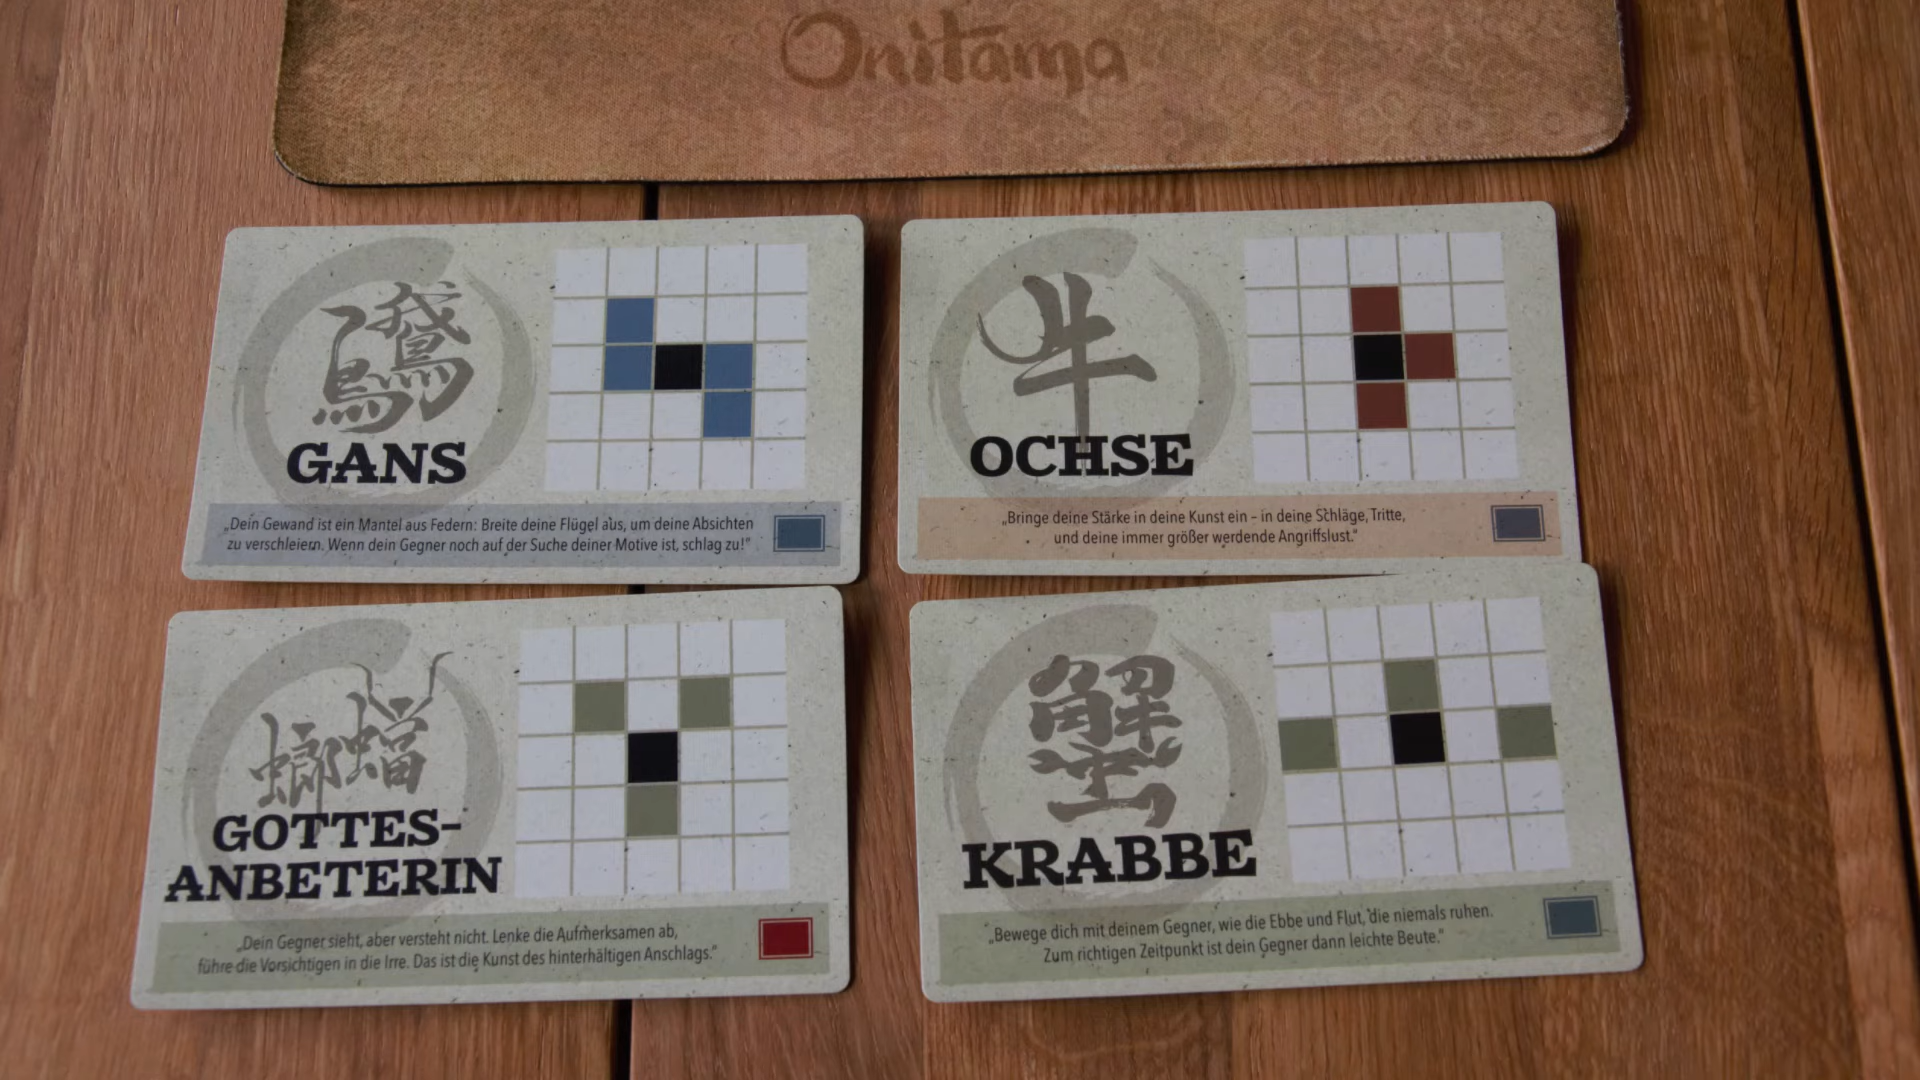 Onitama
鵞
GANS
„Dein Gewand ist ein Mantel aus Federn: Breite deine Flügel aus, um deine Absichten
zu verschleiern. Wenn dein Gegner noch auf der Suche deiner Motive ist, schlag zu!“
牛
OCHSE
„Bringe deine Stärke in deine Kunst ein – in deine Schläge, Tritte,
und deine immer größer werdende Angriffslust.“
GOTTES-
ANBETERIN
„Dein Gegner sieht, aber versteht nicht. Lenke die Aufmerksamen ab,
führe die Vorsichtigen in die Irre. Das ist die Kunst des hinterhältigen Anschlags.“
蟹
KRABBE
„Bewege dich mit deinem Gegner, wie die Ebbe und Flut, die niemals ruhen.
Zum richtigen Zeitpunkt ist dein Gegner dann leichte Beute.“